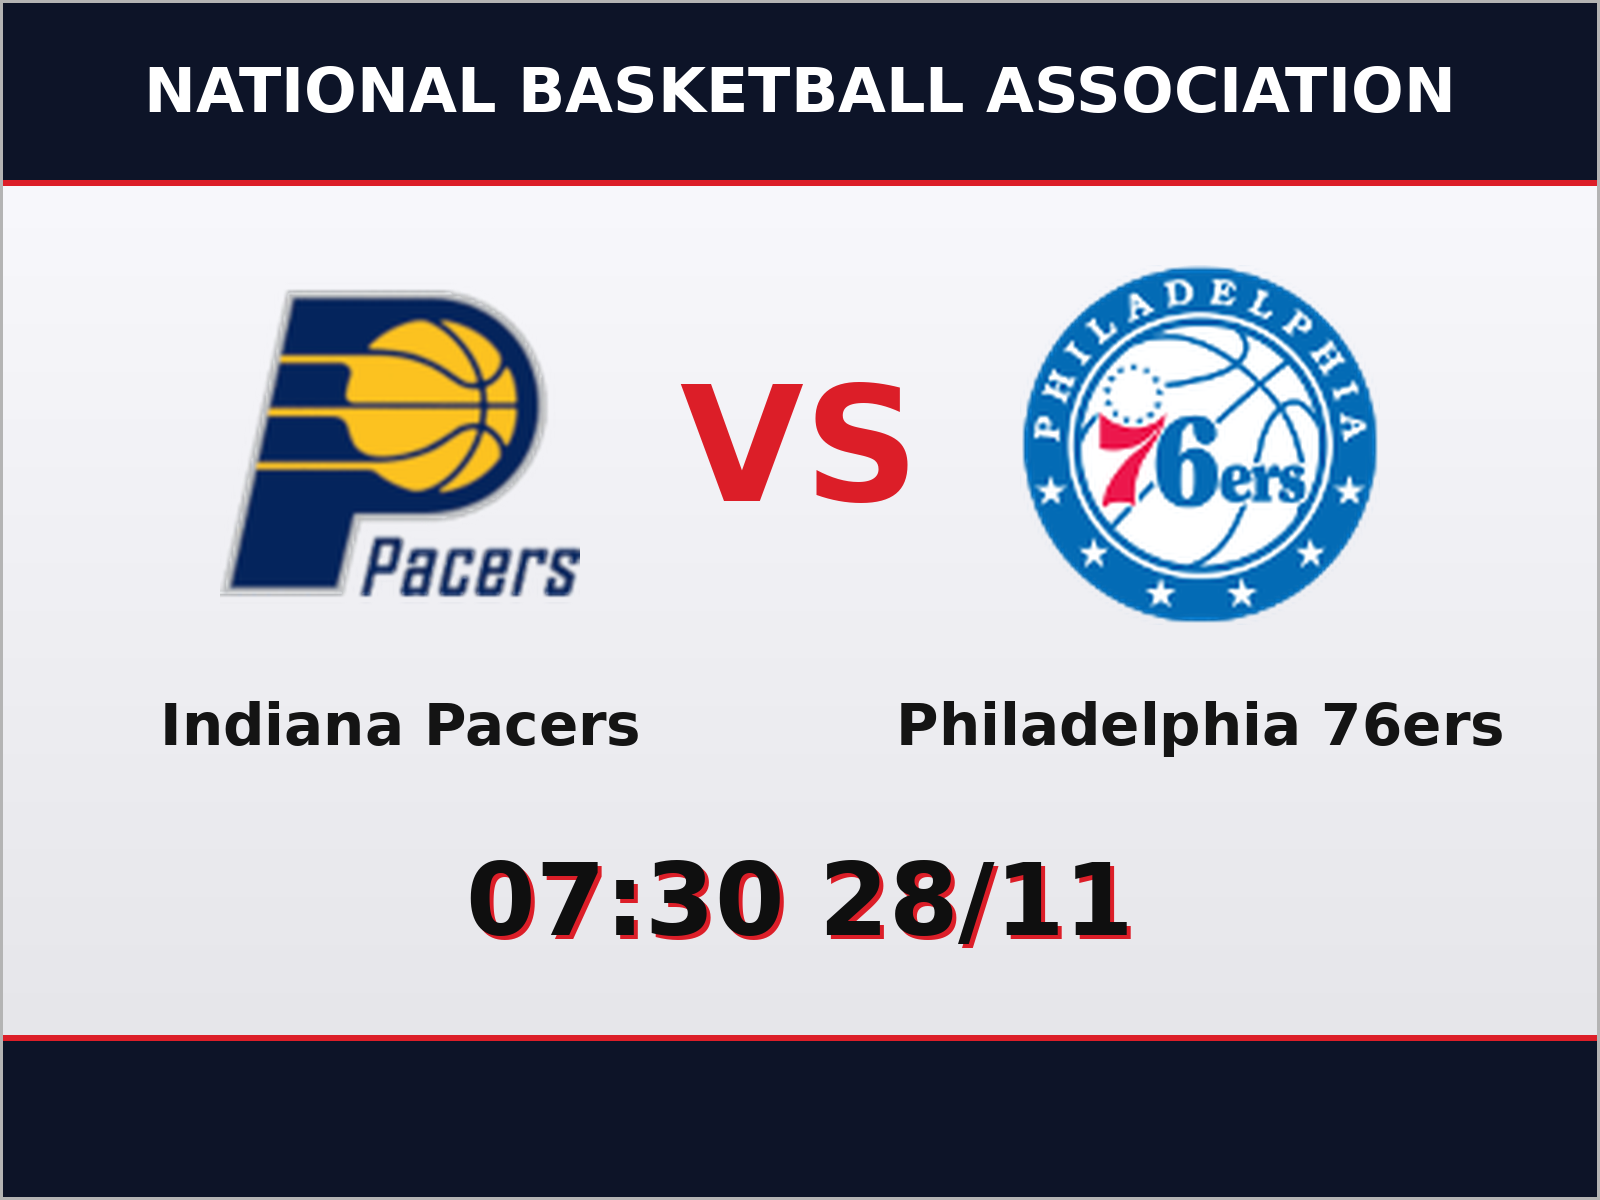 NATIONAL BASKETBALL ASSOCIATION
PHILADELPHIA
VS
76ers
Pacers
Indiana Pacers
Philadelphia 76ers
07:30 28/11